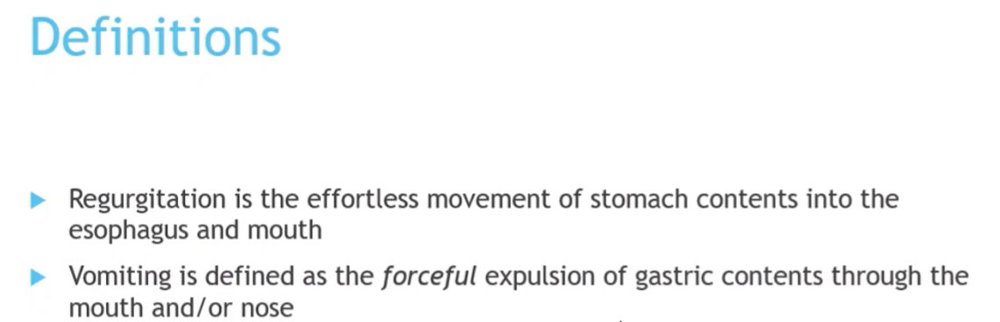 Definitions
Regurgitation is the effortless movement of stomach contents into the
esophagus and mouth
Vomiting is defined as the forceful expulsion of gastric contents through the
mouth and/or nose